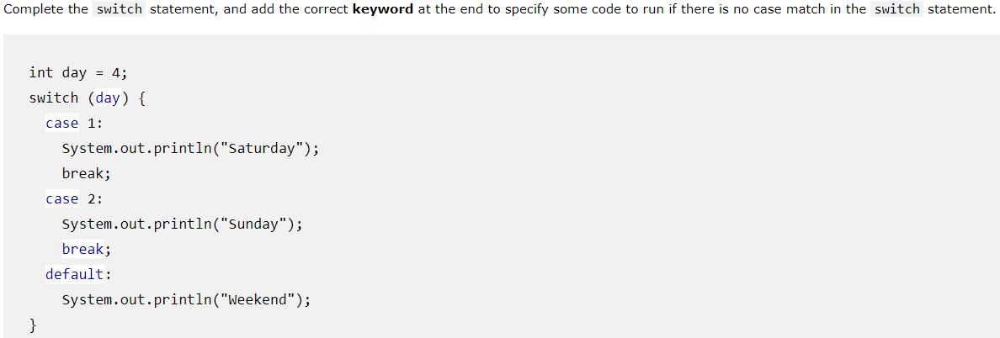 Complete the switch statement, and add the correct keyword at the end to specify some code to run if there is no case match in the switch statement.
int day = 4;
switch (day) {
  case 1:
    System.out.println("Saturday");
    break;
  case 2:
    System.out.println("Sunday");
    break;
  default:
    System.out.println("Weekend");
}